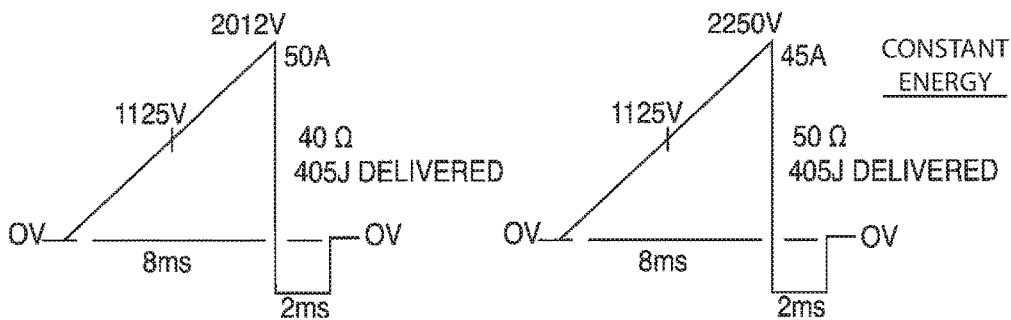 2012V
50A
1125V
40 Ω
405J DELIVERED
OV
OV
8ms
2ms
2250V
45A
CONSTANT
ENERGY
1125V
50 Ω
405J DELIVERED
OV
OV
8ms
2ms